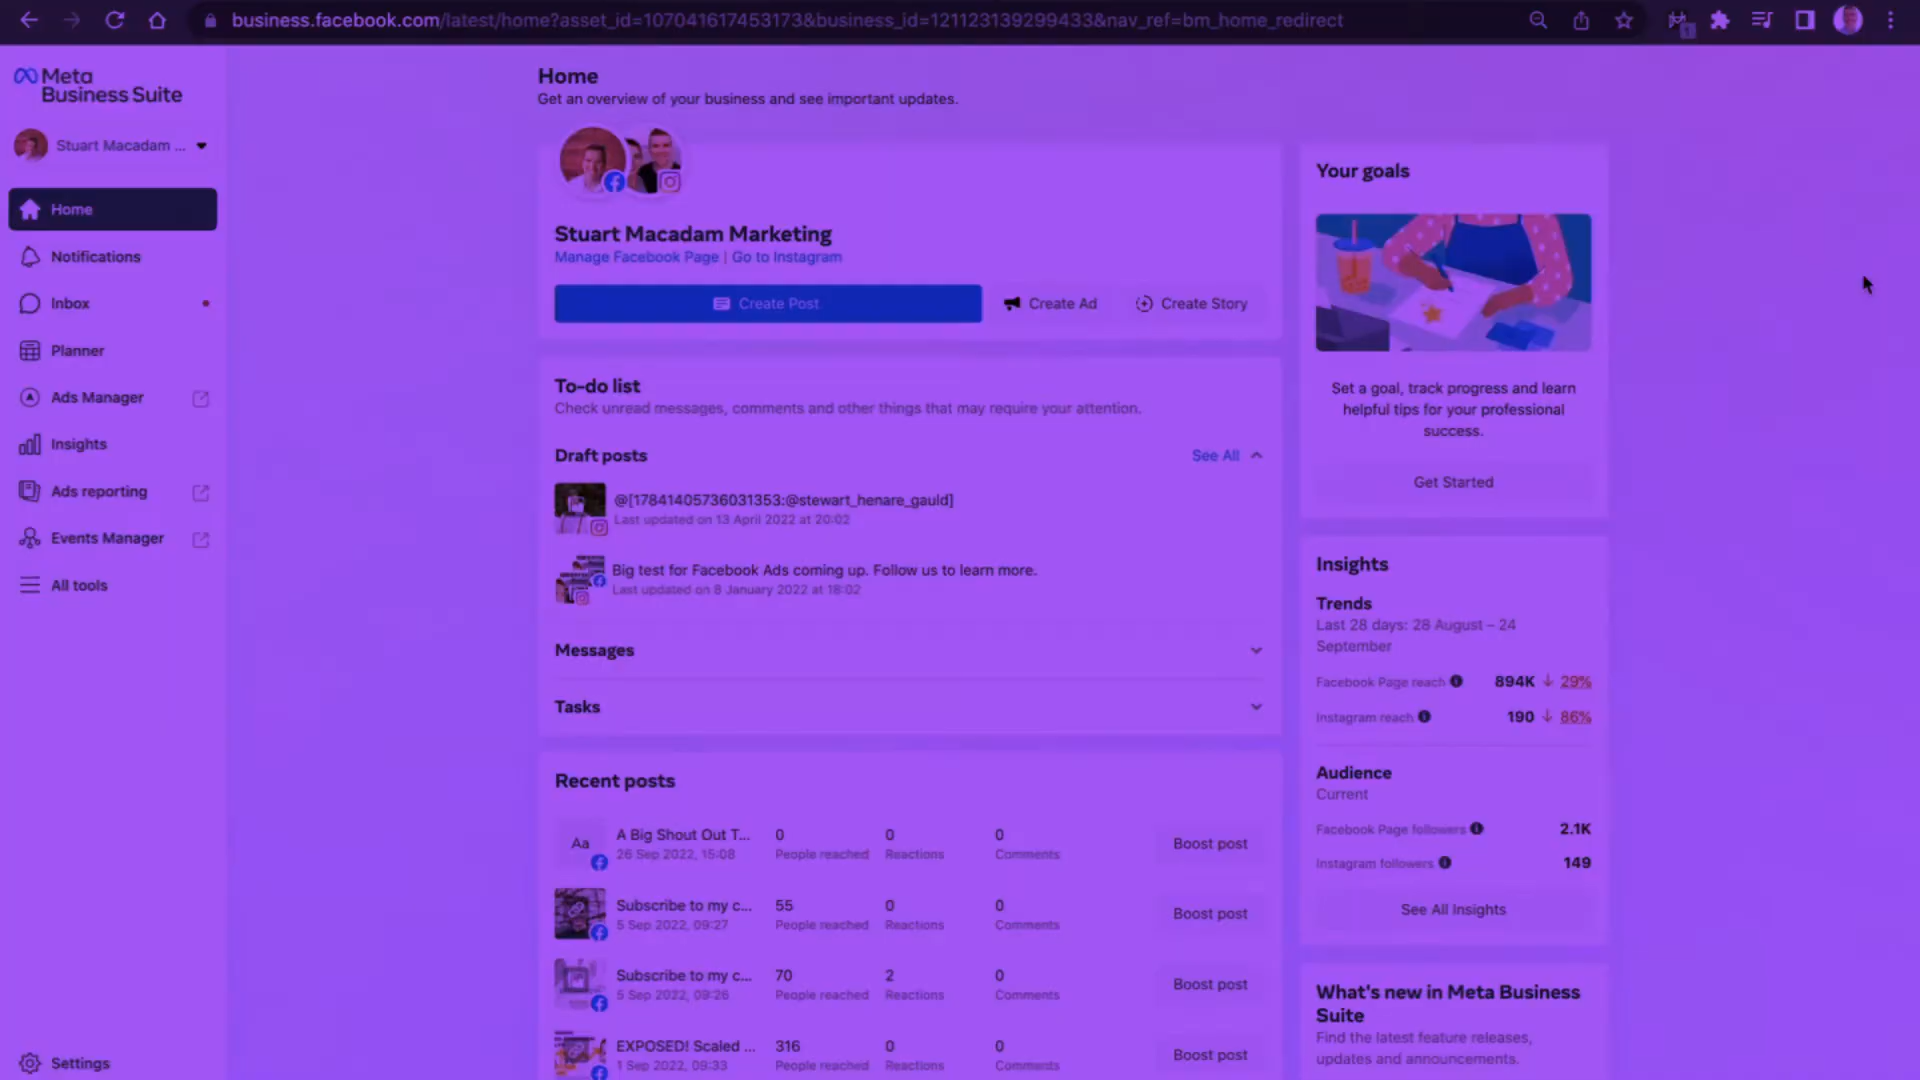 business.facebook.com/latest/home?asset_id=107041617453173&business_id=121123139299433&nav_ref=bm_home_redirect
1
Meta
Business Suite
Stuart Macadam ...
Home
Notifications
Inbox
Planner
Ads Manager
Insights
Ads reporting
Events Manager
All tools
Settings
Home
Get an overview of your business and see important updates.
Stuart Macadam Marketing
Manage Facebook Page | Go to Instagram
Create Post
Create Ad
Create Story
To-do list
Check unread messages, comments and other things that may require your attention.
Draft posts
See All
@[17841405736031353:@stewart_henare_gauld]
Last updated on 13 April 2022 at 20:02
Big test for Facebook Ads coming up. Follow us to learn more.
Last updated on 8 January 2022 at 18:02
Messages
Tasks
Recent posts
Aa
A Big Shout Out T... 0 0 0
26 Sep 2022, 15:08 People reached Reactions Comments
Boost post
Subscribe to my c... 55 0 0
5 Sep 2022, 09:27 People reached Reactions Comments
Boost post
Subscribe to my c... 70 2 0
5 Sep 2022, 09:26 People reached Reactions Comments
Boost post
EXPOSED! Scaled ... 316 0 0
1 Sep 2022, 09:33 People reached Reactions Comments
Boost post
Your goals
Set a goal, track progress and learn
helpful tips for your professional
success.
Get Started
Insights
Trends
Last 28 days: 28 August – 24
September
Facebook Page reach 894K ↓ 29%
Instagram reach 190 ↓ 86%
Audience
Current
Facebook Page followers 2.1K
Instagram followers 149
See All Insights
What's new in Meta Business
Suite
Find the latest feature releases,
updates and announcements.